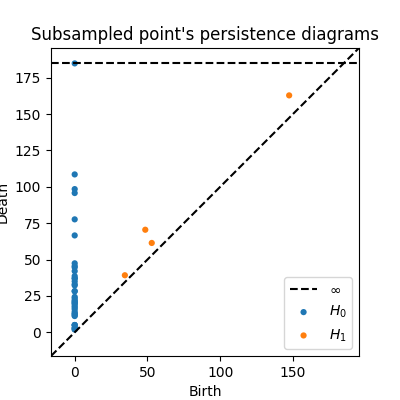 Subsampled point's persistence diagrams
Death
175
150
125
100
75
50
25
0
∞
H₀
H₁
0 50 100 150
Birth